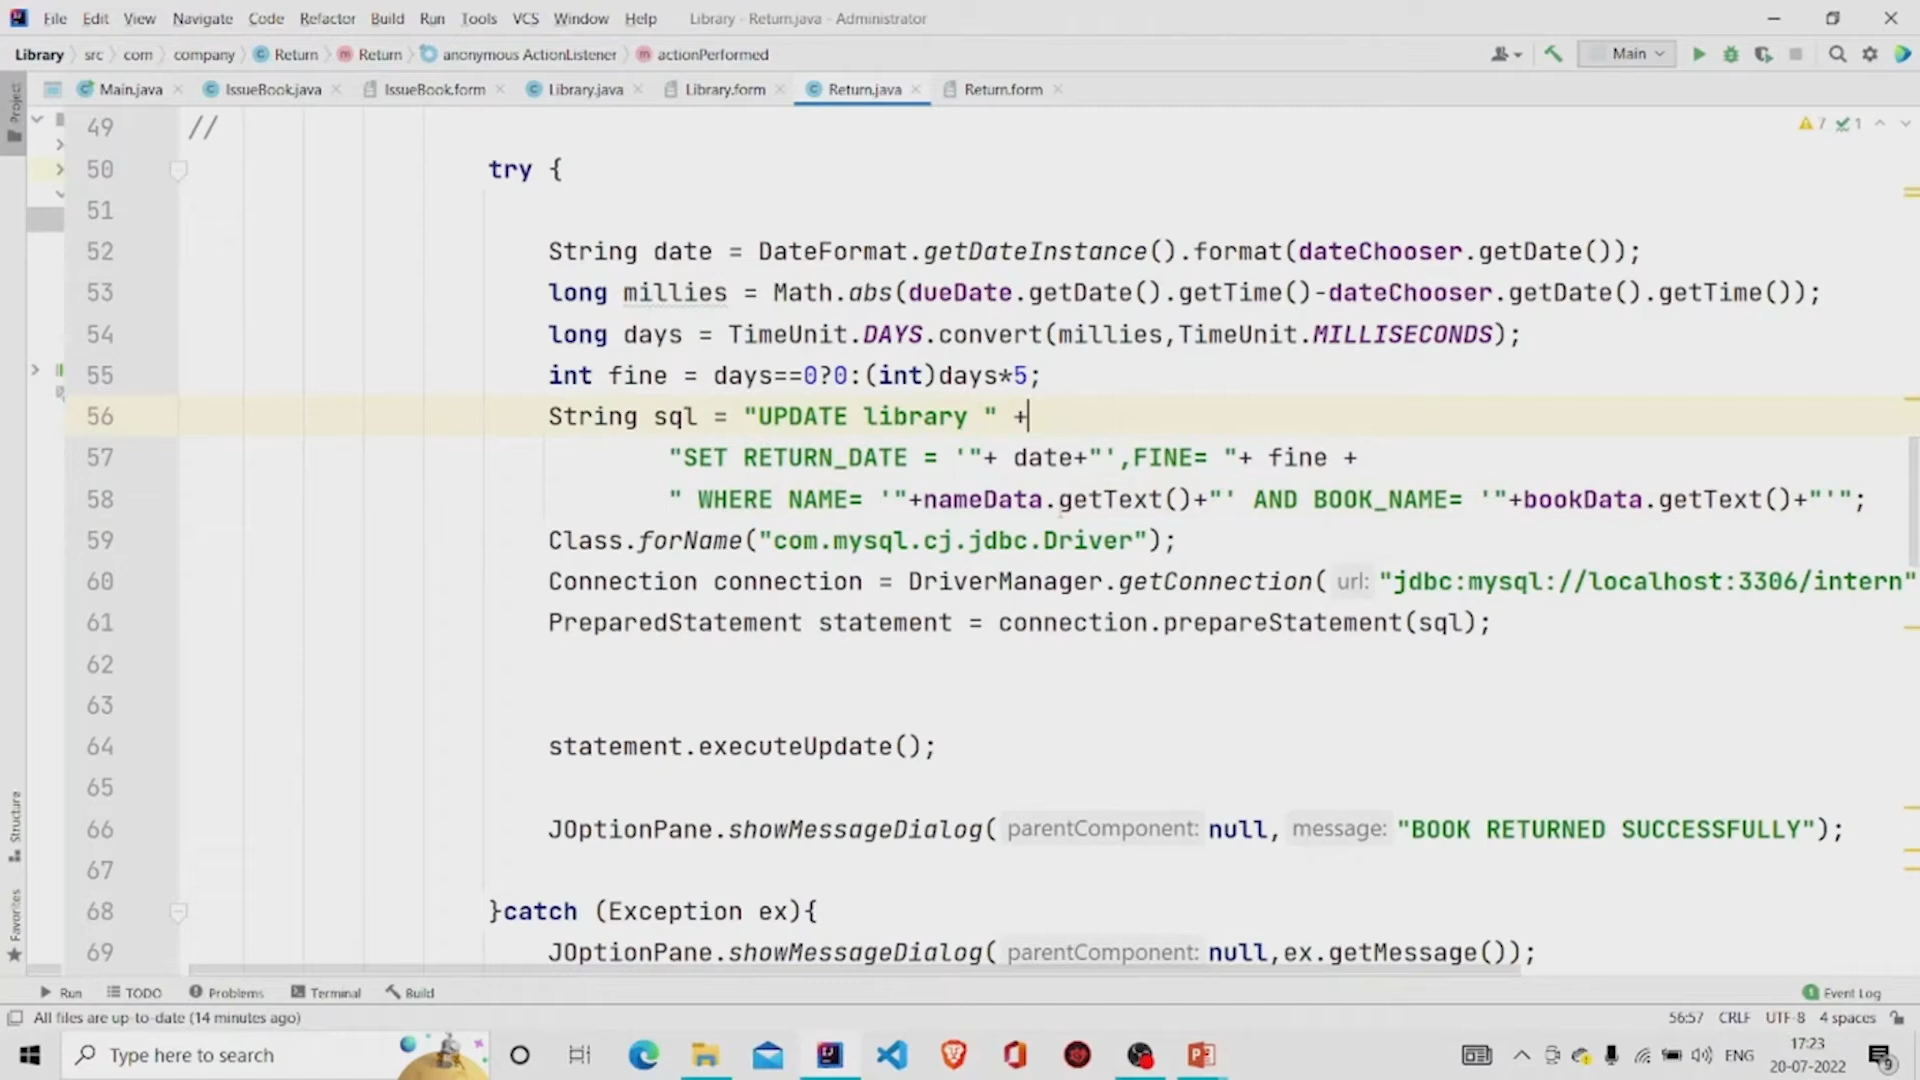 File Edit View Navigate Code Refactor Build Run Tools VCS Window Help Library - Return.java - Administrator
Library src com company Return Return anonymous ActionListener actionPerformed Main
Main.java IssueBook.java IssueBook.form Library.java Library.form Return.java Return.form
Project
49 //
7 1
50 try {
51
52 String date = DateFormat.getDateInstance().format(dateChooser.getDate());
53 long millies = Math.abs(dueDate.getDate().getTime()-dateChooser.getDate().getTime());
54 long days = TimeUnit.DAYS.convert(millies,TimeUnit.MILLISECONDS);
55 int fine = days==0?0:(int)days*5;
56 String sql = "UPDATE library " +
57 "SET RETURN_DATE = '"+ date+"',FINE= "+ fine +
58 " WHERE NAME= '"+nameData.getText()+"' AND BOOK_NAME= '"+bookData.getText()+"'";
59 Class.forName("com.mysql.cj.jdbc.Driver");
60 Connection connection = DriverManager.getConnection( url: "jdbc:mysql://localhost:3306/intern"
61 PreparedStatement statement = connection.prepareStatement(sql);
62
63
64 statement.executeUpdate();
65
66 JOptionPane.showMessageDialog( parentComponent: null, message: "BOOK RETURNED SUCCESSFULLY");
67
68 }catch (Exception ex){
69 JOptionPane.showMessageDialog( parentComponent: null,ex.getMessage());
Structure
Favorites
Run TODO Problems Terminal Build 1 Event Log
All files are up-to-date (14 minutes ago) 56:57 CRLF UTF-8 4 spaces
Type here to search ENG 17:23
20-07-2022 9